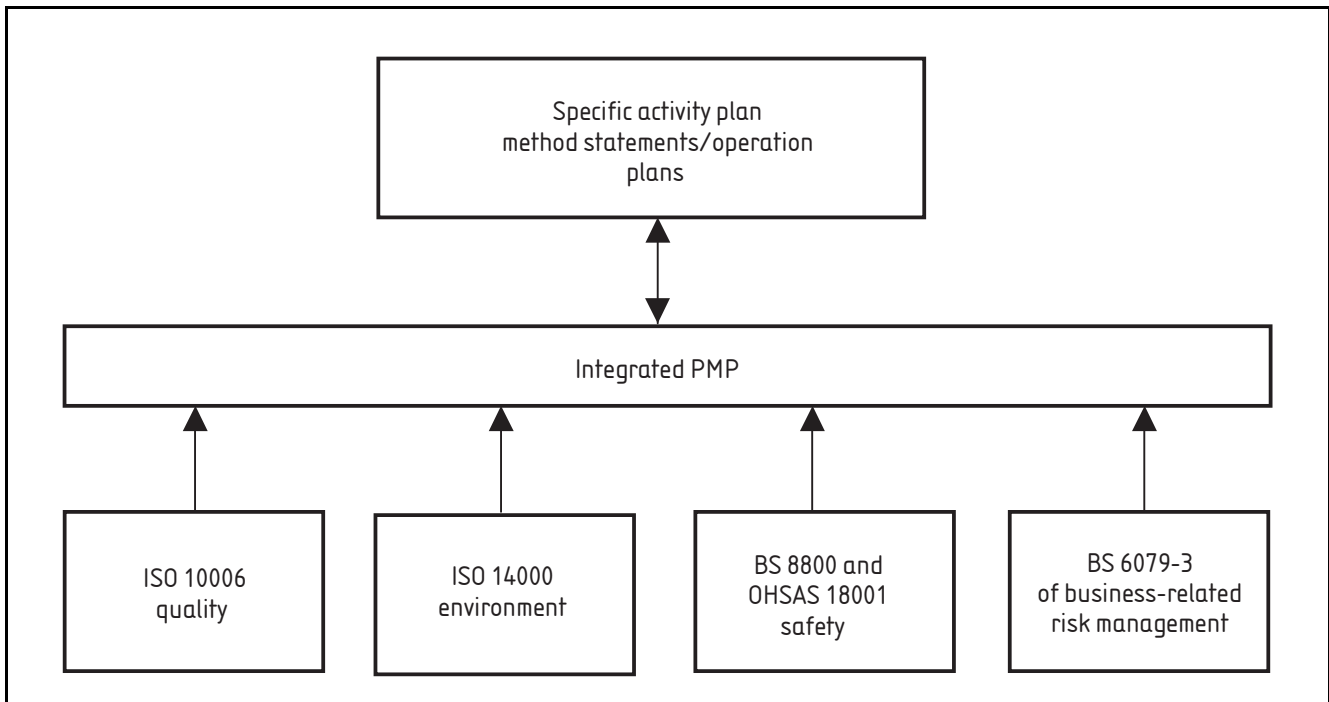 Specific activity plan
method statements/operation
plans
Integrated PMP
ISO 10006
quality
ISO 14000
environment
BS 8800 and
OHSAS 18001
safety
BS 6079-3
of business-related
risk management